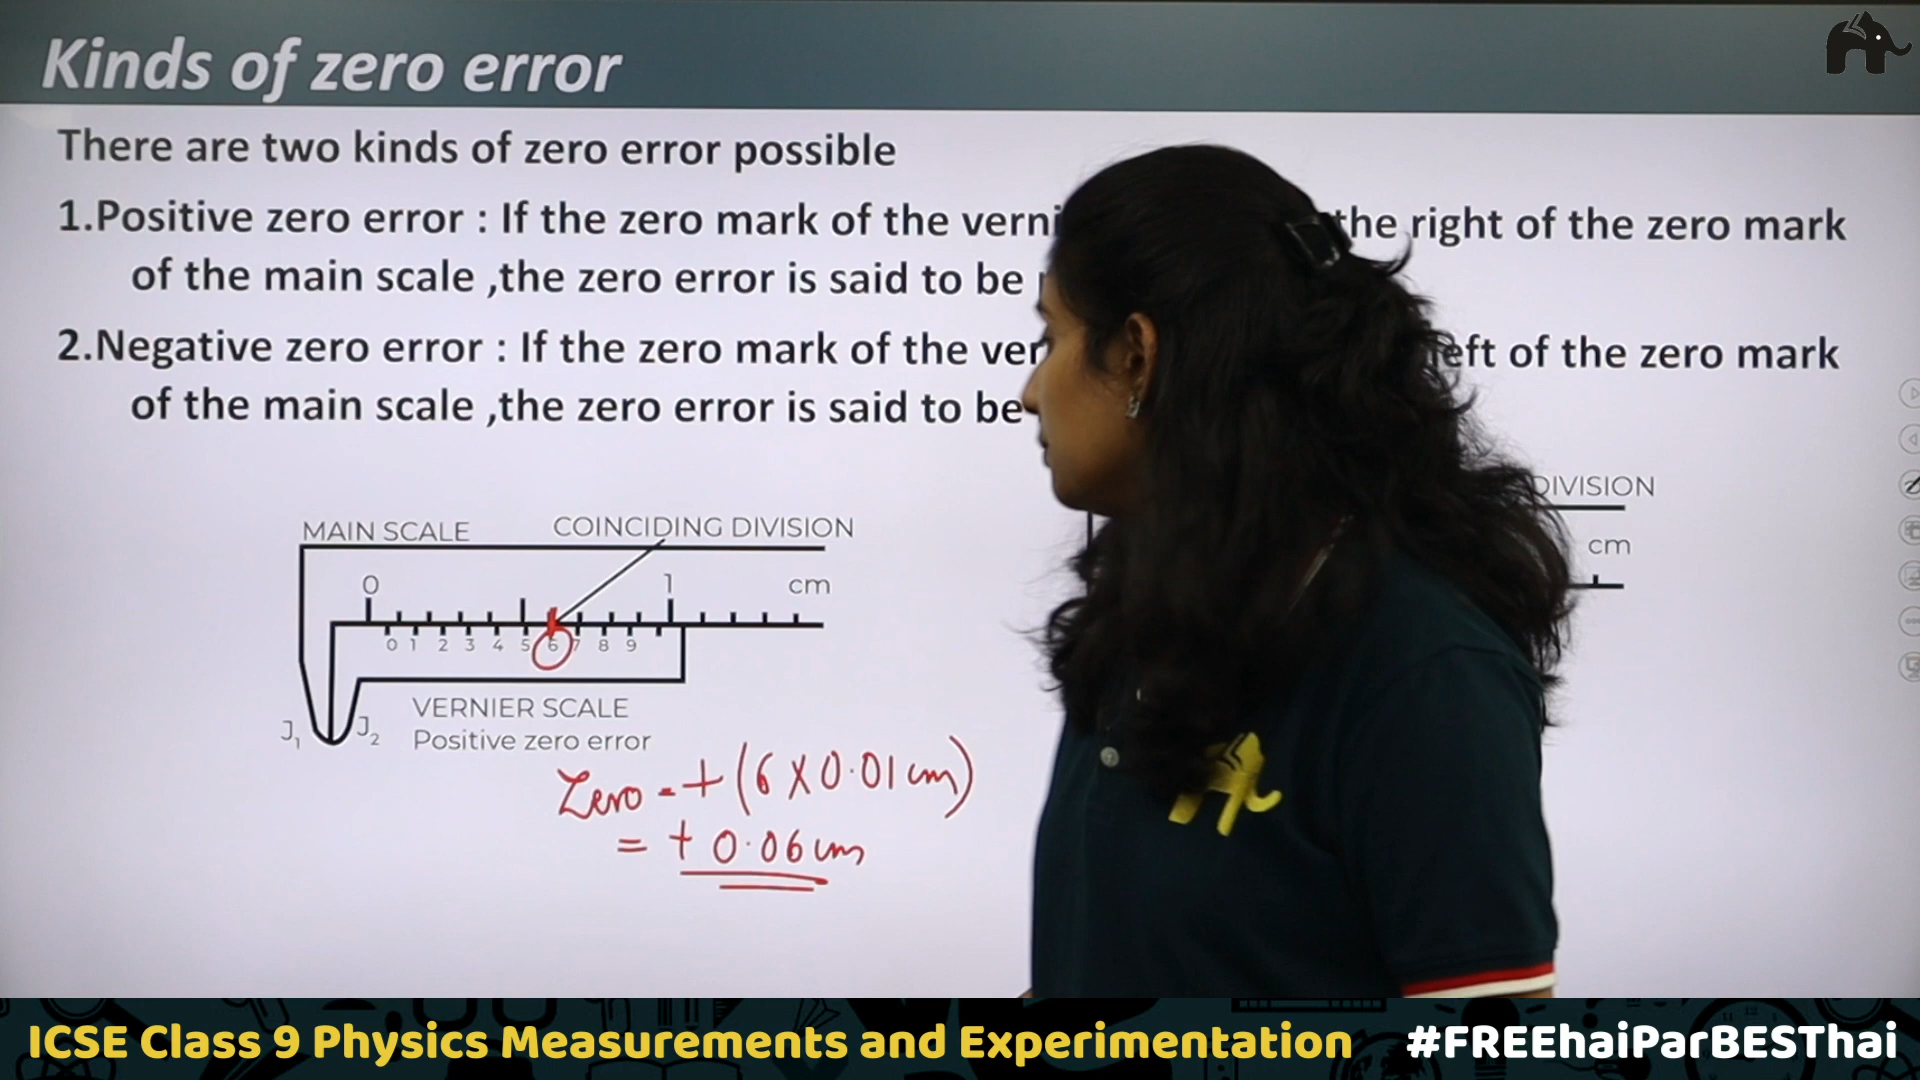 Kinds of zero error
There are two kinds of zero error possible
1.Positive zero error : If the zero mark of the the right of the zero mark
of the main scale ,the zero error is said to be
2.Negative zero error : If the zero mark of the of the zero mark
of the main scale ,the zero error is said to be
MAIN SCALE COINCIDING DIVISION
DIVISION
0 1 cm
cm
0 1 2 3 4 5 6 7 8 9
VERNIER SCALE
J1 J2
Positive zero error
Zero = + (6 X 0.01 cm)
= + 0.06 cm
ICSE Class 9 Physics Measurements and Experimentation #FREEhaiParBESThai